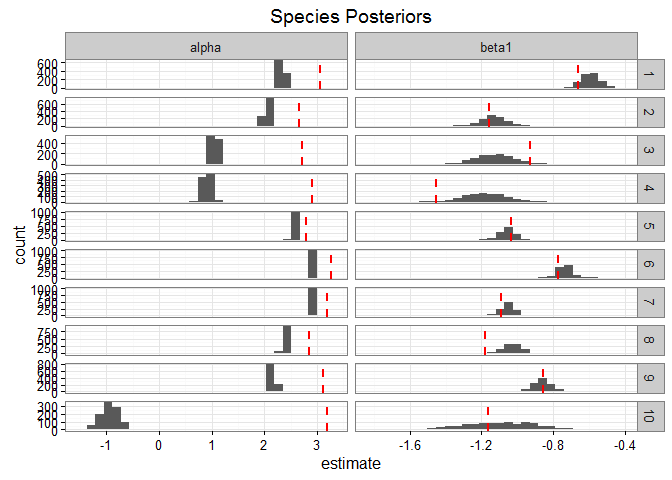 Species Posteriors
alpha beta1
count
600 400 200 0 1
600 400 200 0 2
400 200 0 3
500 400 300 200 100 0 4
1000 750 500 250 0 5
1000 750 500 250 0 6
1000 750 500 250 0 7
750 500 250 0 8
800 600 400 200 0 9
300 200 100 0 10
-1 0 1 2 3 -1.6 -1.2 -0.8 -0.4
estimate